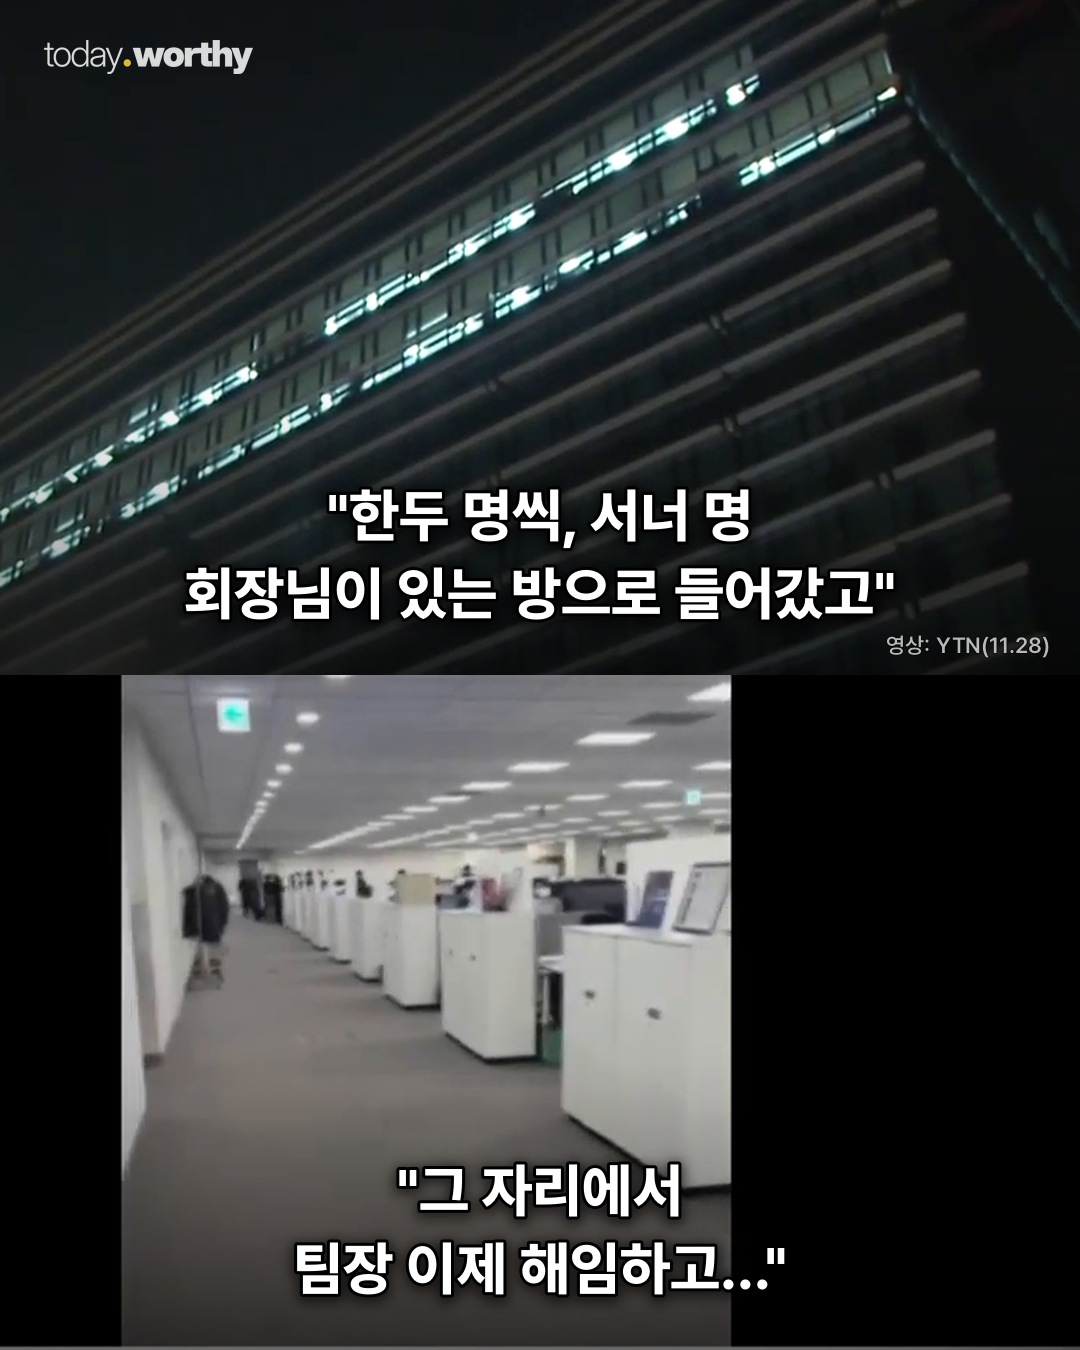 today.worthy
"한두 명씩, 서너 명
회장님이 있는 방으로 들어갔고"
영상: YTN(11.28)
"그 자리에서
팀장 이제 해임하고..."